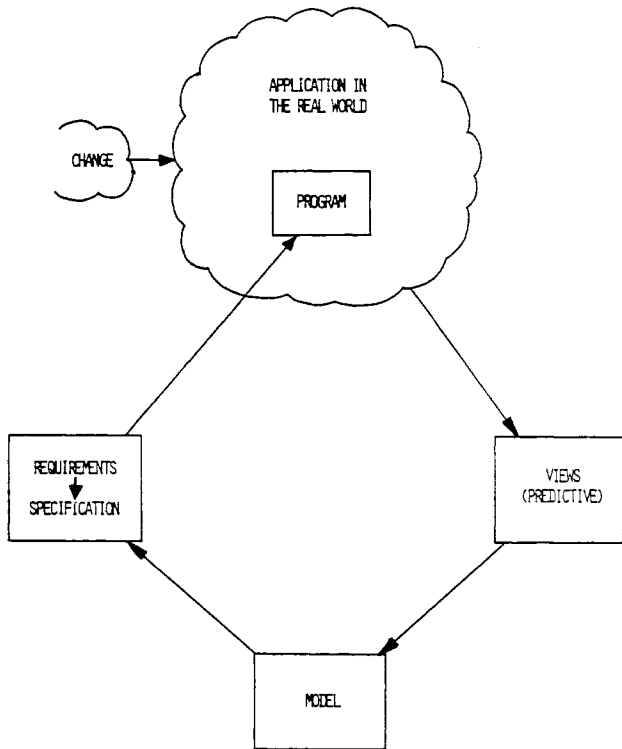 APPLICATION IN
THE REAL WORLD
CHANGE
PROGRAM
REQUIREMENTS
SPECIFICATION
VIEWS
(PREDICTIVE)
MODEL